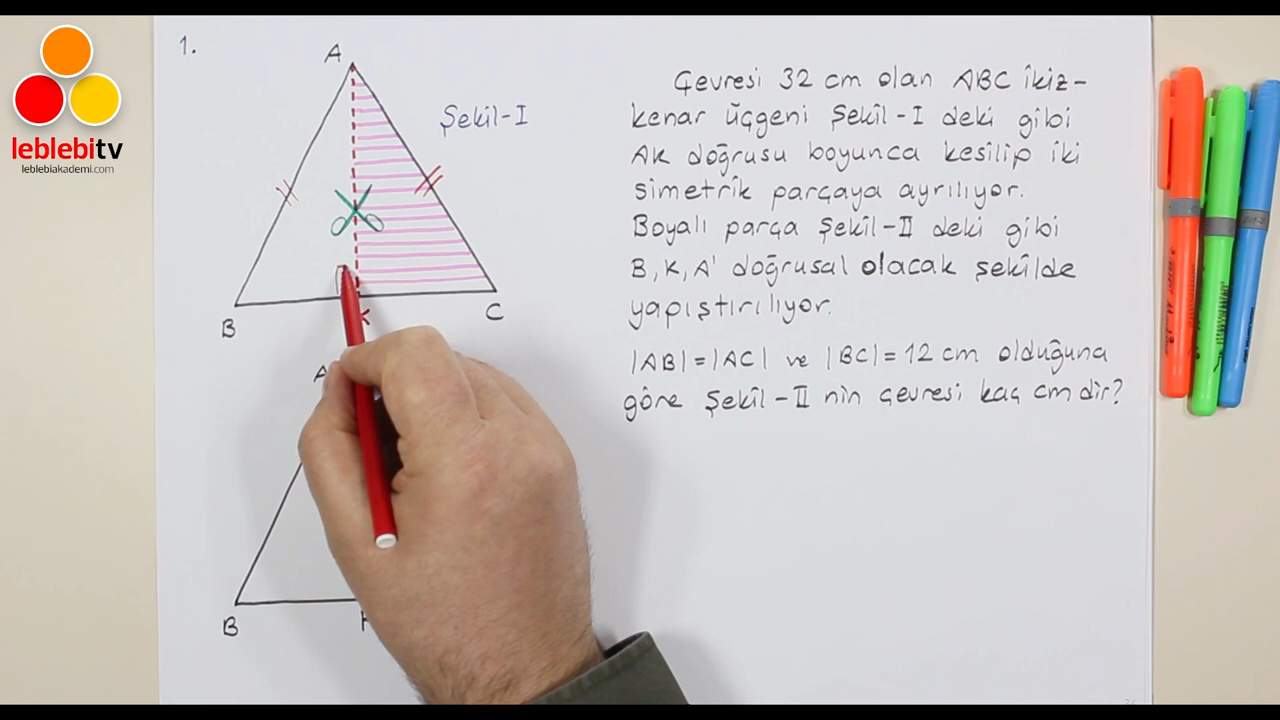 leblebitv
leblebiakademi.com
1.
A
Şekil-I
B
K
C
A
B
K
Çevresi 32 cm olan ABC ikiz-
kenar üçgeni Şekil-I deki gibi
AK doğrusu boyunca kesilip iki
simetrik parçaya ayrılıyor.
Boyalı parça Şekil-II deki gibi
B, K, A' doğrusal olacak şekilde
yapıştırılıyor.
|AB|=|AC| ve |BC|=12 cm olduğuna
göre Şekil-II nin çevresi kaç cm dir?